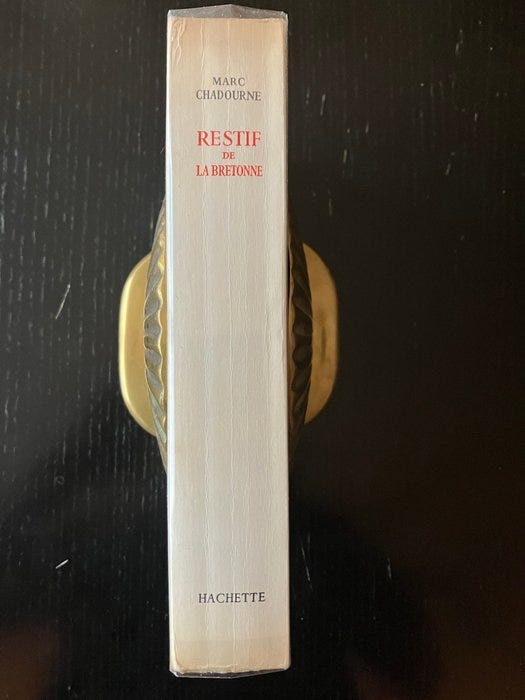 MARC
CHADOURNE
RESTIF
DE
LA BRETONNE
HACHETTE